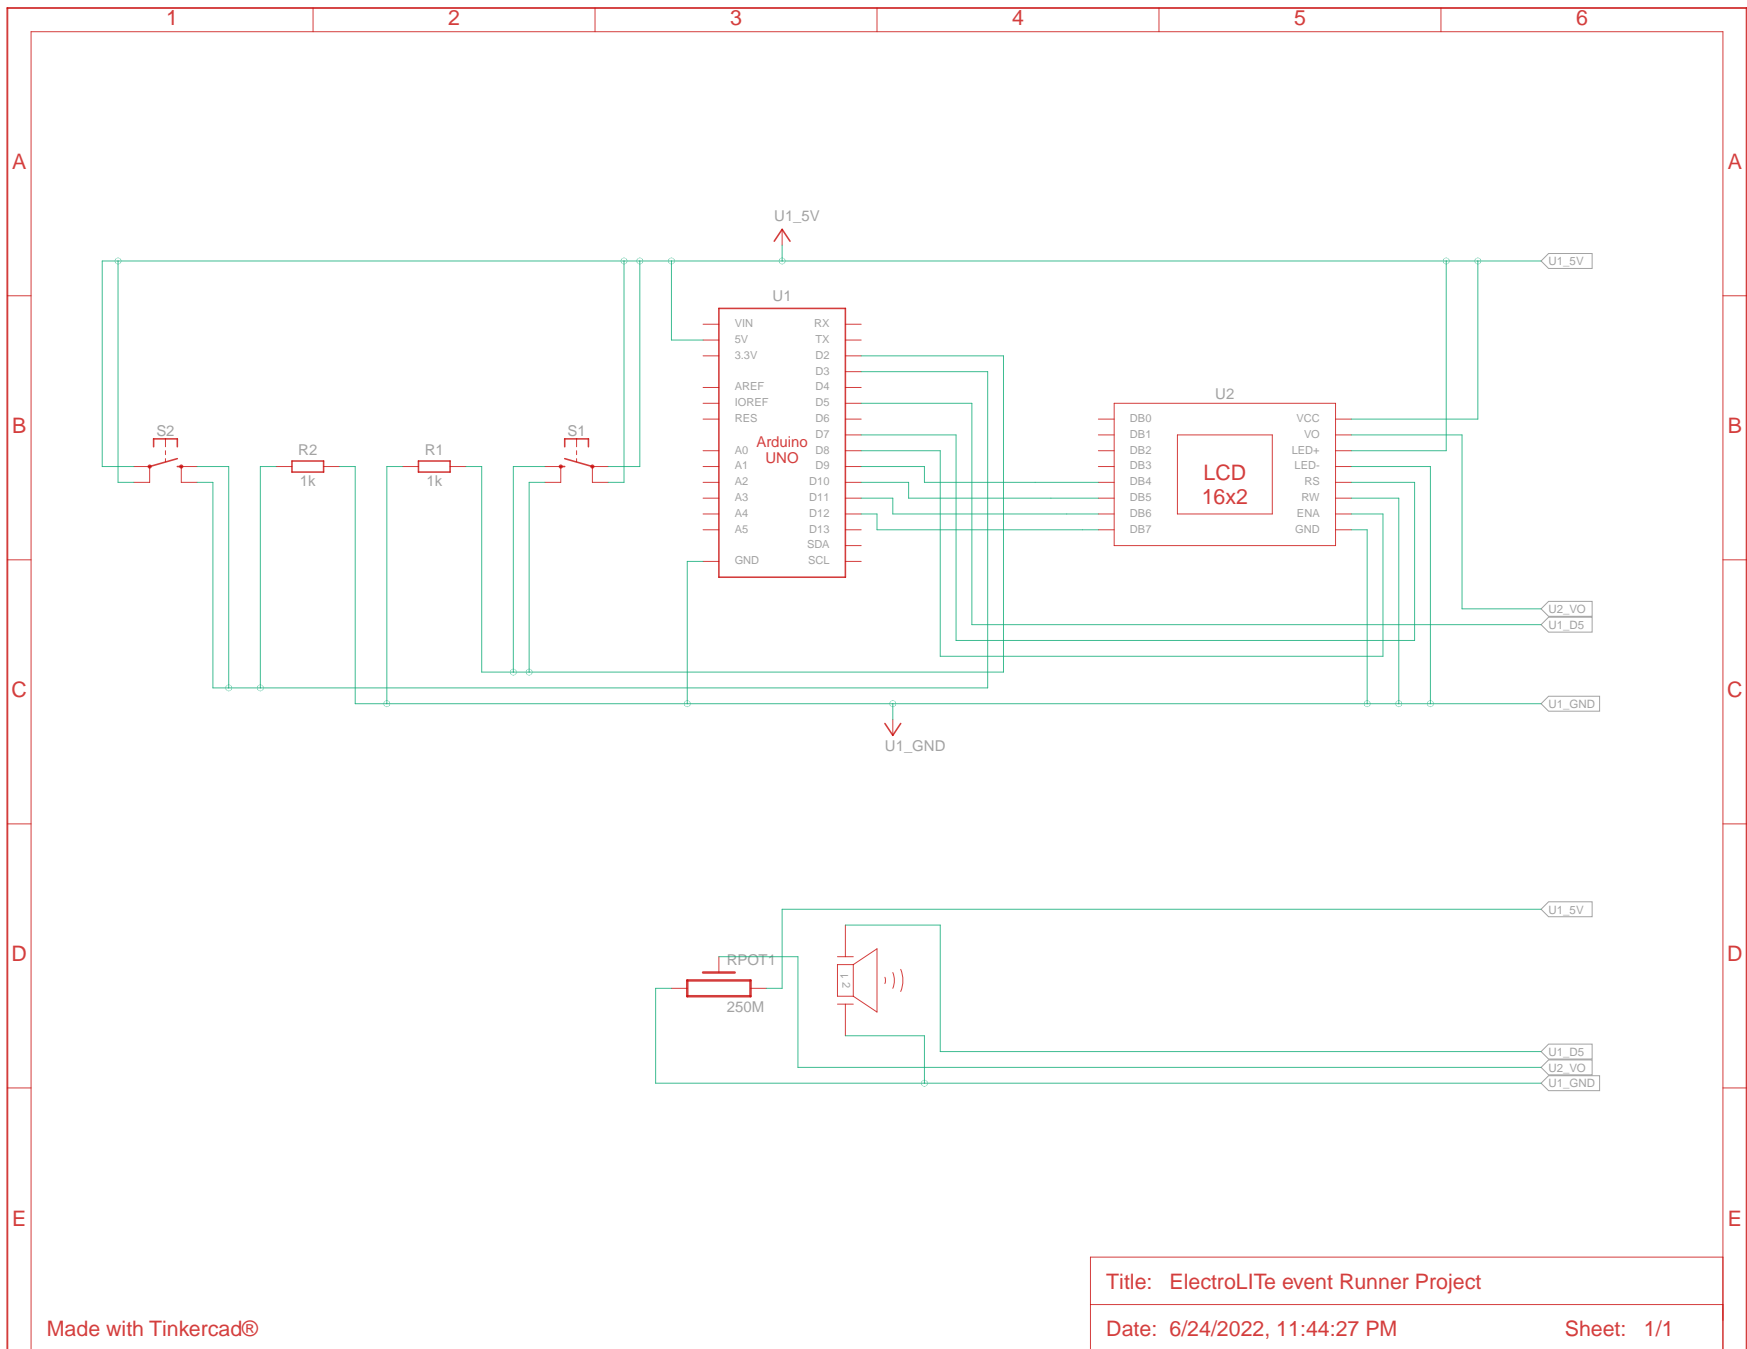 1 2 3 4 5 6
A A
U1_5V
U1_5V
B B
U1
VIN RX
5V TX
3.3V D2
D3
AREF D4
IOREF D5
RES D6
D7
A0 D8
A1 D9
A2 D10
A3 D11
A4 D12
A5 D13
SDA
GND SCL
Arduino
UNO
S2
R2
1k
R1
1k
S1
U2
DB0 VCC
DB1 VO
DB2 LED+
DB3 LED-
DB4 RS
DB5 RW
DB6 ENA
DB7 GND
LCD
16x2
U2_VO
U1_D5
C C
U1_GND
U1_GND
U1_5V
D D
RPOT1
250M
1 2
U1_D5
U2_VO
U1_GND
E E
Title: ElectroLITe event Runner Project
Made with Tinkercad®
Date: 6/24/2022, 11:44:27 PM Sheet: 1/1